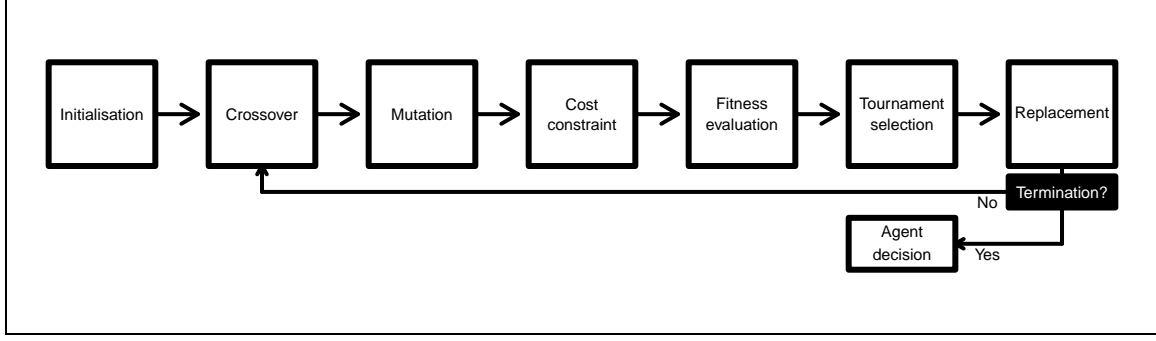 Initialisation
Crossover
Mutation
Cost
constraint
Fitness
evaluation
Tournament
selection
Replacement
Termination?
No
Agent
decision
Yes